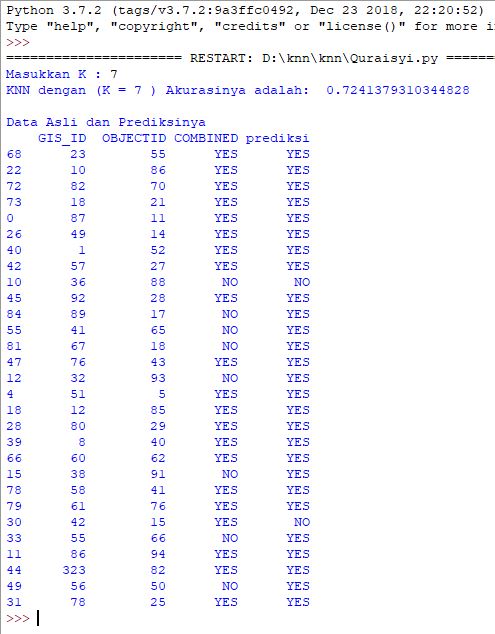 Python 3.7.2 (tags/v3.7.2:9a3ffc0492, Dec 23 2018, 22:20:52)
Type "help", "copyright", "credits" or "license()" for more i
>>>
===================== RESTART: D:\knn\knn\Quraisyi.py ======
Masukkan K : 7
KNN dengan (K = 7 ) Akurasinya adalah:  0.7241379310344828

Data Asli dan Prediksinya
    GIS_ID  OBJECTID COMBINED prediksi
68      23        55      YES      YES
22      10        86      YES      YES
72      82        70      YES      YES
73      18        21      YES      YES
0       87        11      YES      YES
26      49        14      YES      YES
40       1        52      YES      YES
42      57        27      YES      YES
10      36        88       NO       NO
45      92        28      YES      YES
84      89        17       NO      YES
55      41        65       NO      YES
81      67        18       NO      YES
47      76        43      YES      YES
12      32        93       NO      YES
4       51         5      YES      YES
18      12        85      YES      YES
28      80        29      YES      YES
39       8        40      YES      YES
66      60        62      YES      YES
15      38        91       NO      YES
78      58        41      YES      YES
79      61        76      YES      YES
30      42        15      YES       NO
33      55        66       NO      YES
11      86        94      YES      YES
44     323        82      YES      YES
49      56        50       NO      YES
31      78        25      YES      YES
>>>